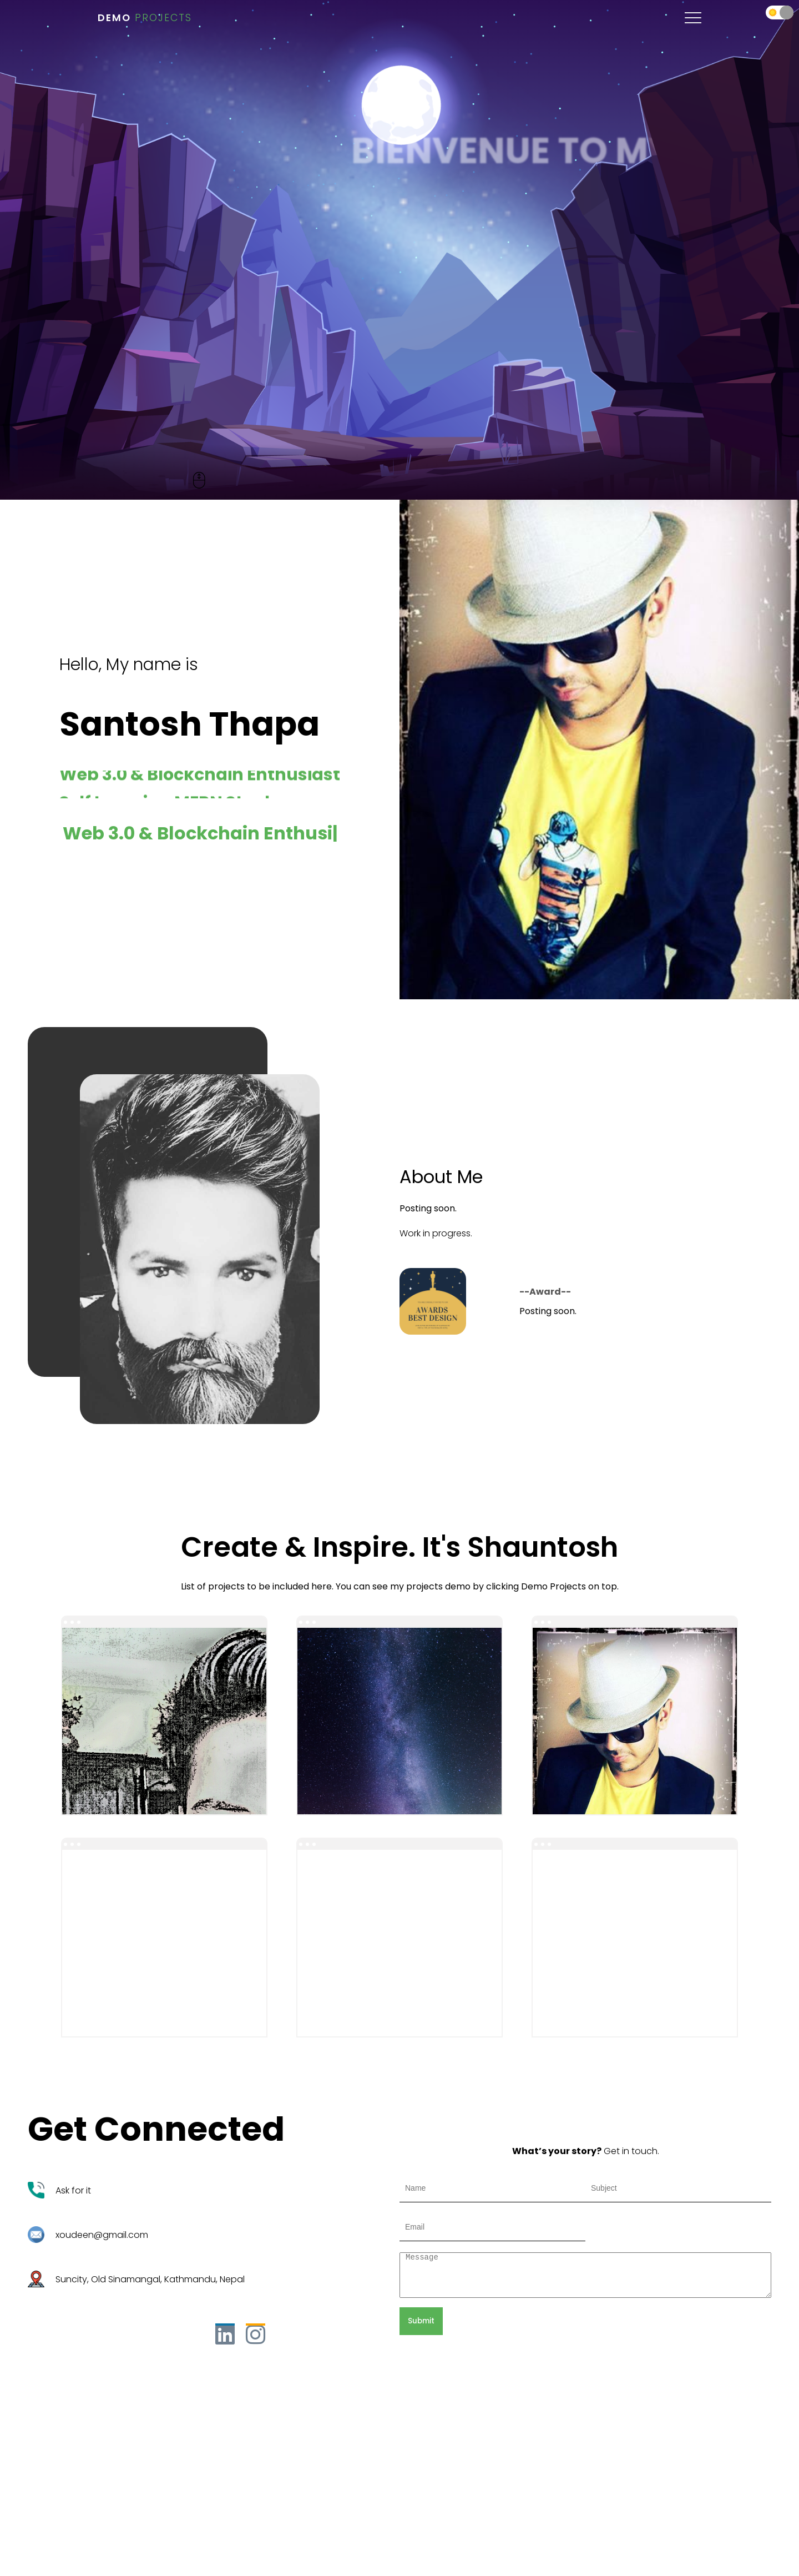 DEMO PROJECTS
BIENVENUE TO M
Hello, My name is
Santosh Thapa
Web 3.0 & Blockchain Enthusiast
Web 3.0 & Blockchain Enthusi|
About Me
Posting soon.
Work in progress.
AWARDS
BEST DESIGN
--Award--
Posting soon.
Create & Inspire. It's Shauntosh
List of projects to be included here. You can see my projects demo by clicking Demo Projects on top.
Get Connected
What's your story? Get in touch.
Ask for it
Name
Subject
xoudeen@gmail.com
Email
Message
Suncity, Old Sinamangal, Kathmandu, Nepal
Submit